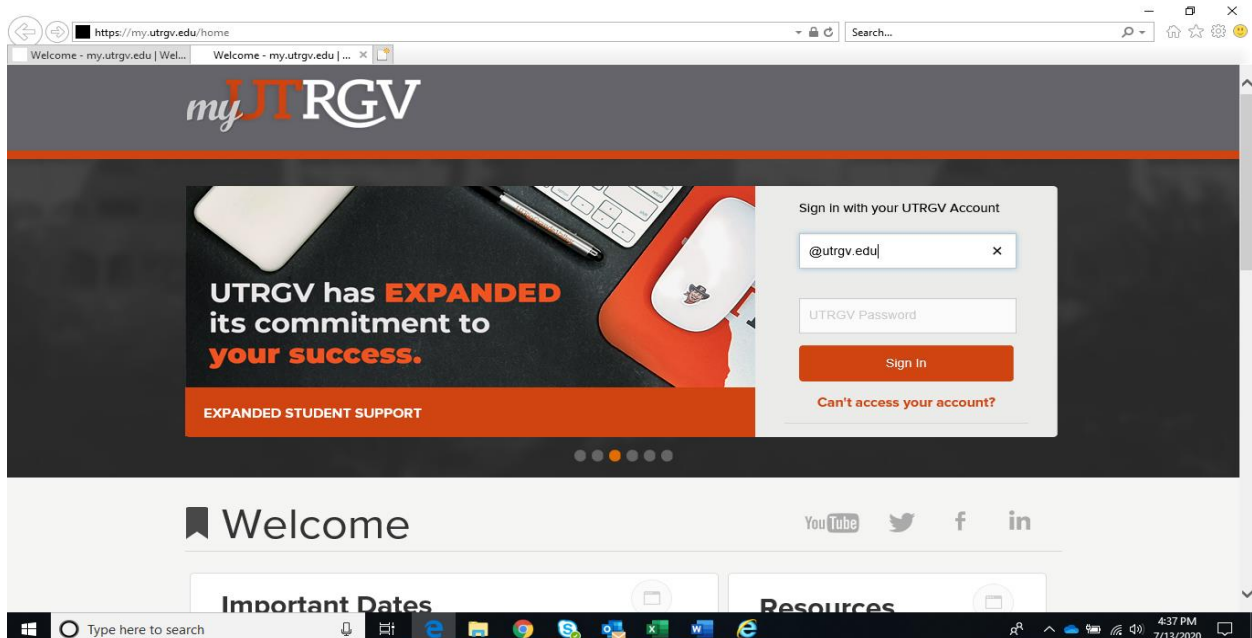 https://my.utrgv.edu/home
Search...
Welcome - my.utrgv.edu | Wel...
Welcome - my.utrgv.edu | ...
myUTRGV
UTRGV has EXPANDED
its commitment to
your success.
EXPANDED STUDENT SUPPORT
Sign in with your UTRGV Account
@utrgv.edu
UTRGV Password
Sign In
Can't access your account?
Welcome
You Tube
f
in
Important Dates
Resources
Type here to search
4:37 PM
7/13/2020